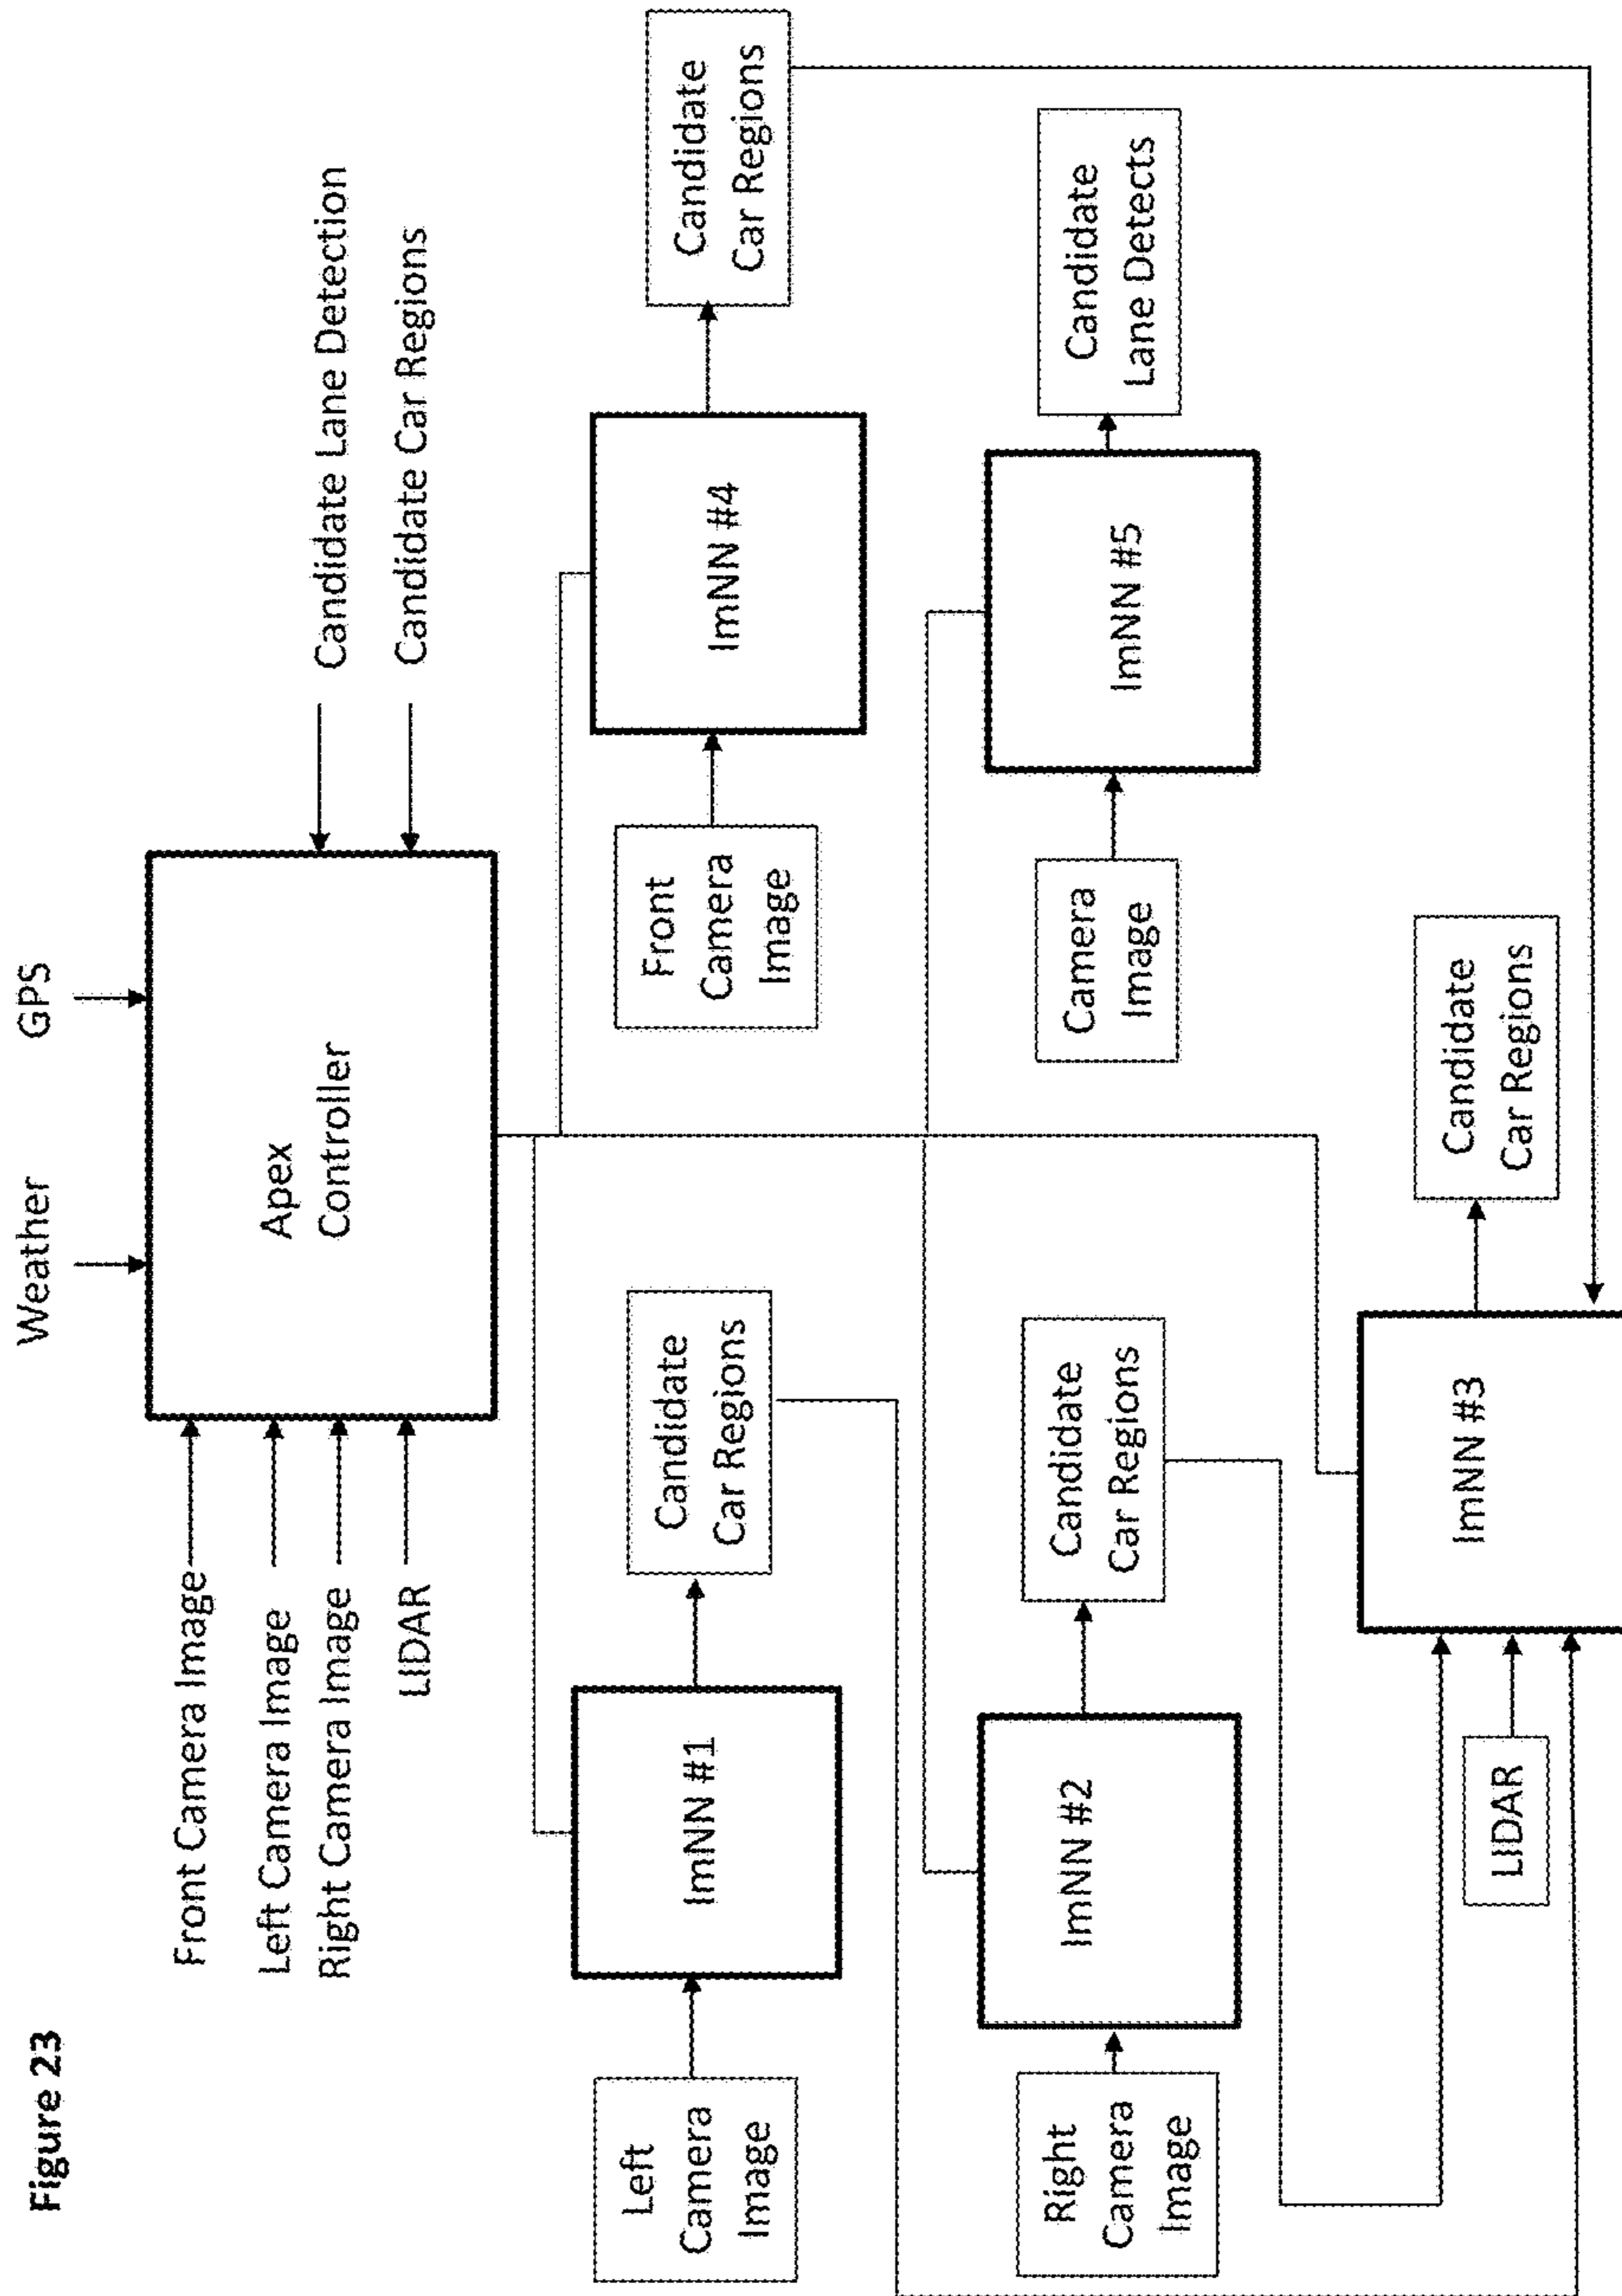 Figure 23
Weather
GPS
Front Camera Image
Left Camera Image
Right Camera Image
LIDAR
Apex
Controller
Candidate Lane Detection
Candidate Car Regions
Left
Camera
Image
ImNN #1
Candidate
Car Regions
Front
Camera
Image
ImNN #4
Candidate
Car Regions
Right
Camera
Image
ImNN #2
Candidate
Car Regions
Camera
Image
ImNN #5
Candidate
Lane Detects
LIDAR
ImNN #3
Candidate
Car Regions